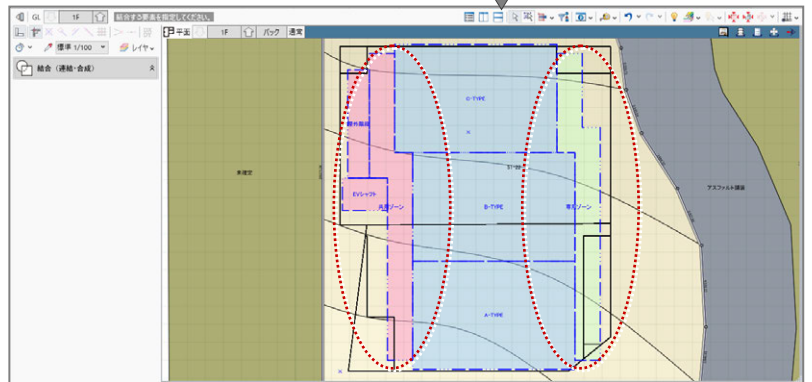 GL
1F
結合する要素を指定してください。
標準 1/100
レイヤ
平面
1F
バック
通常
結合（連結・合成）
C-TYPE
屋外階段
未確定
EVシャフト
共用ゾーン
B-TYPE
専用ゾーン
アスファルト舗装
A-TYPE